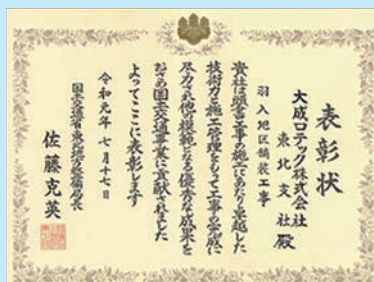 表彰状
大成ロテック株式会社
東北支社殿
羽入地区舗装工事
貴社は頭書工事の施工にあたり卓越した
技術力と施工管理をもって工事を完成に
尽力され他の模範となる優秀な成果を
おさめ国土交通事業に貢献されました
よってここに表彰します
令和元年七月十七日
国土交通省東北地方整備局長
佐藤克英